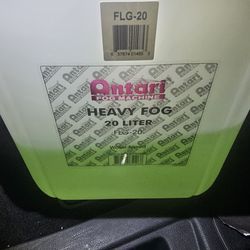 FLG-20
Antari
FOG MACHINE
HEAVY FOG
20 LITER
FLG-20